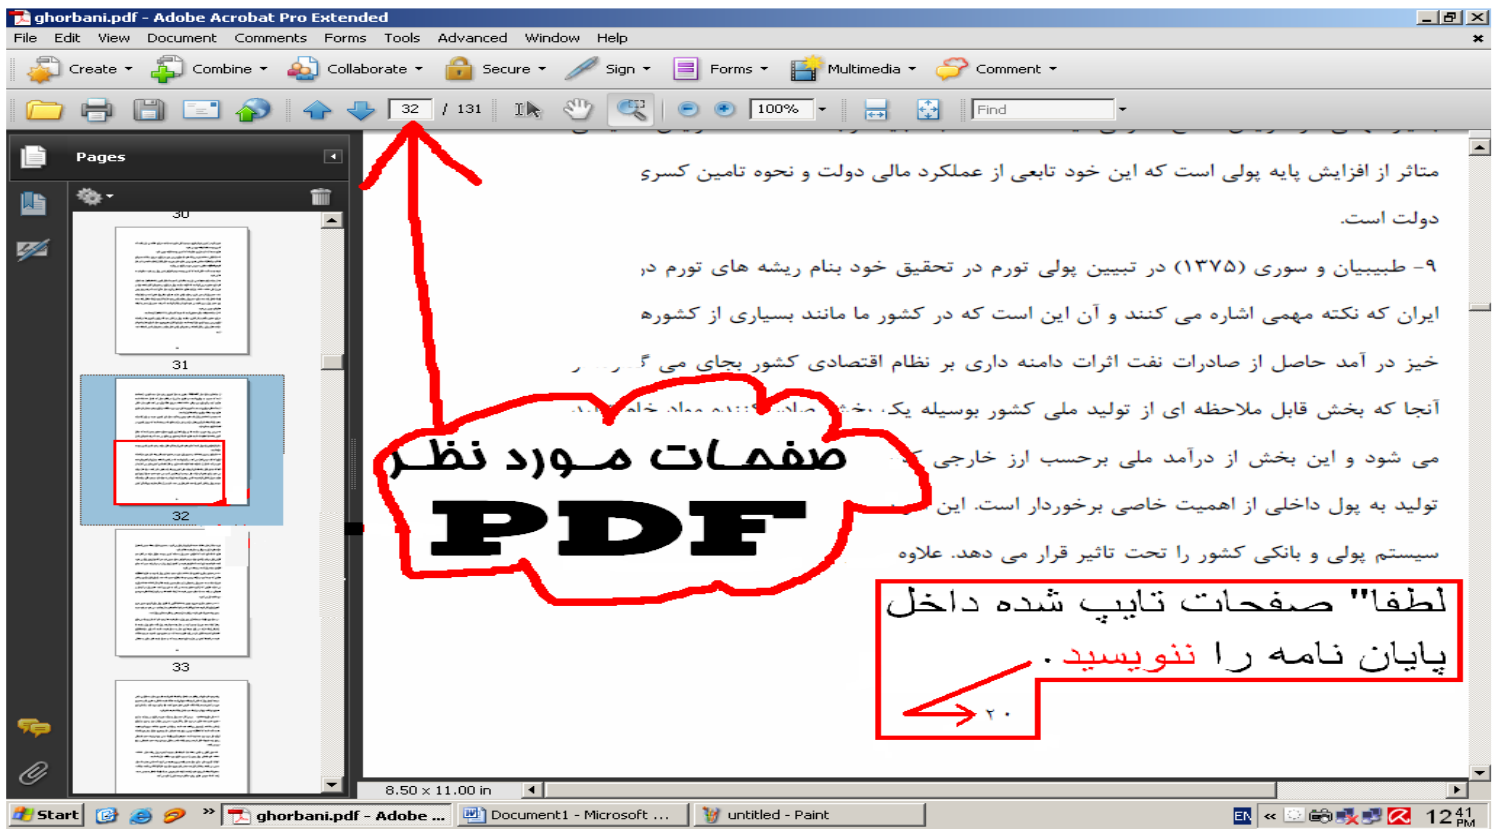 ghorbani.pdf - Adobe Acrobat Pro Extended
File Edit View Document Comments Forms Tools Advanced Window Help
Create Combine Collaborate Secure Sign Forms Multimedia Comment
32 / 131 100% Find
Pages
30
31
32
33
متاثر از افزایش پایه پولی است که این خود تابعی از عملکرد مالی دولت و نحوه تامین کسری
دولت است.
۹- طبیبیان و سوری (۱۳۷۵) در تبیین پولی تورم در تحقیق خود بنام ریشه های تورم در
ایران که نکته مهمی اشاره می کنند و آن این است که در کشور ما مانند بسیاری از کشوره
خیز در آمد حاصل از صادرات نفت اثرات دامنه داری بر نظام اقتصادی کشور بجای می
آنجا که بخش قابل ملاحظه ای از تولید ملی کشور بوسیله یک بخش صادر کننده مواد خام
می شود و این بخش از درآمد ملی برحسب ارز خارجی
تولید به پول داخلی از اهمیت خاصی برخوردار است. این
سیستم پولی و بانکی کشور را تحت تاثیر قرار می دهد. علاوه
صفحات مورد نظر
PDF
لطفا" صفحات تایپ شده داخل
پایان نامه را ننویسید.
۲۰
8.50 x 11.00 in
Start ghorbani.pdf - Adobe ... Document1 - Microsoft ... untitled - Paint EN 12:41 PM